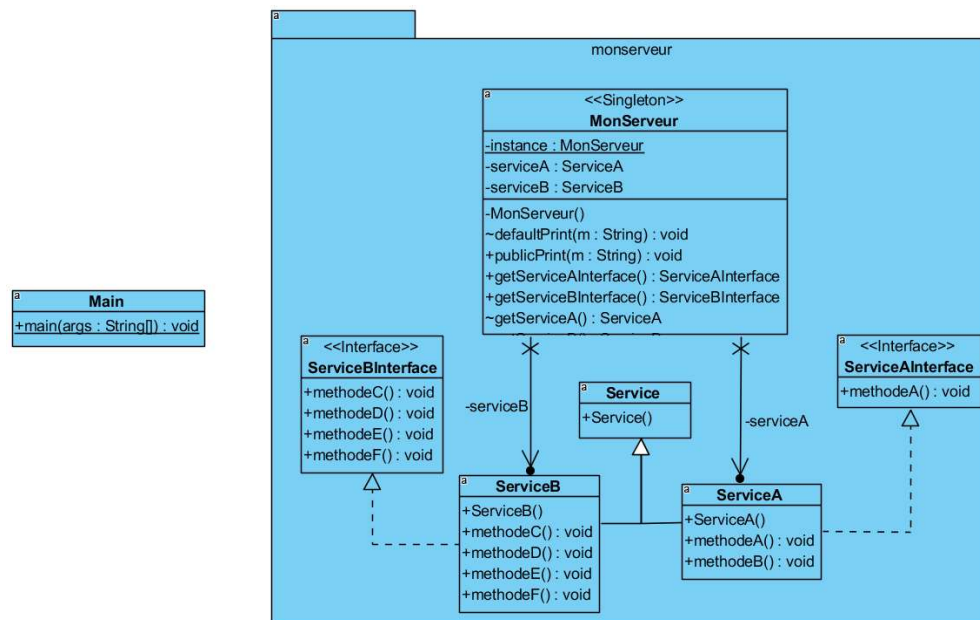 monserveur
<<Singleton>>
MonServeur
-instance : MonServeur
-serviceA : ServiceA
-serviceB : ServiceB
-MonServeur()
~defaultPrint(m : String) : void
+publicPrint(m : String) : void
+getServiceAInterface() : ServiceAInterface
+getServiceBInterface() : ServiceBInterface
~getServiceA() : ServiceA
Main
+main(args : String[]) : void
<<Interface>>
ServiceBInterface
+methodeC() : void
+methodeD() : void
+methodeE() : void
+methodeF() : void
-serviceB
Service
+Service()
-serviceA
<<Interface>>
ServiceAInterface
+methodeA() : void
ServiceB
+ServiceB()
+methodeC() : void
+methodeD() : void
+methodeE() : void
+methodeF() : void
ServiceA
+ServiceA()
+methodeA() : void
+methodeB() : void